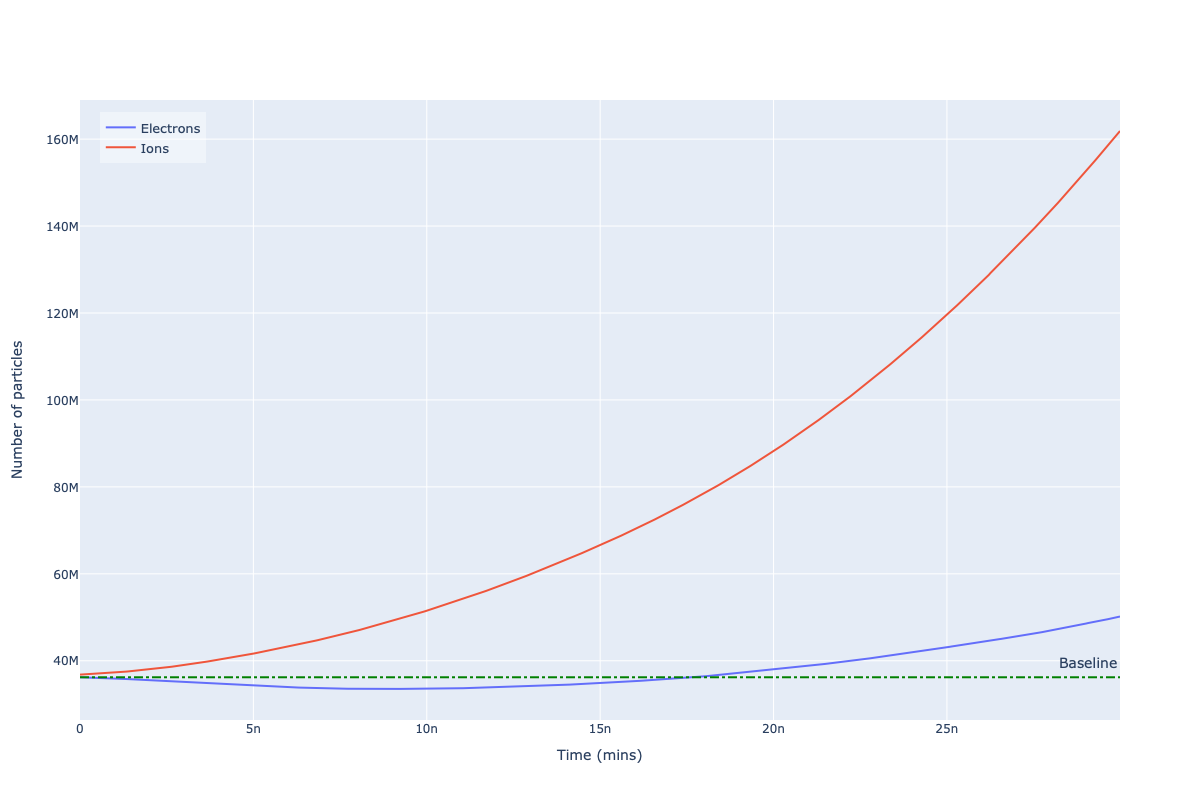 Electrons
Ions
160M
140M
120M
100M
80M
60M
40M
Number of particles
Baseline
0
5n
10n
15n
20n
25n
Time (mins)